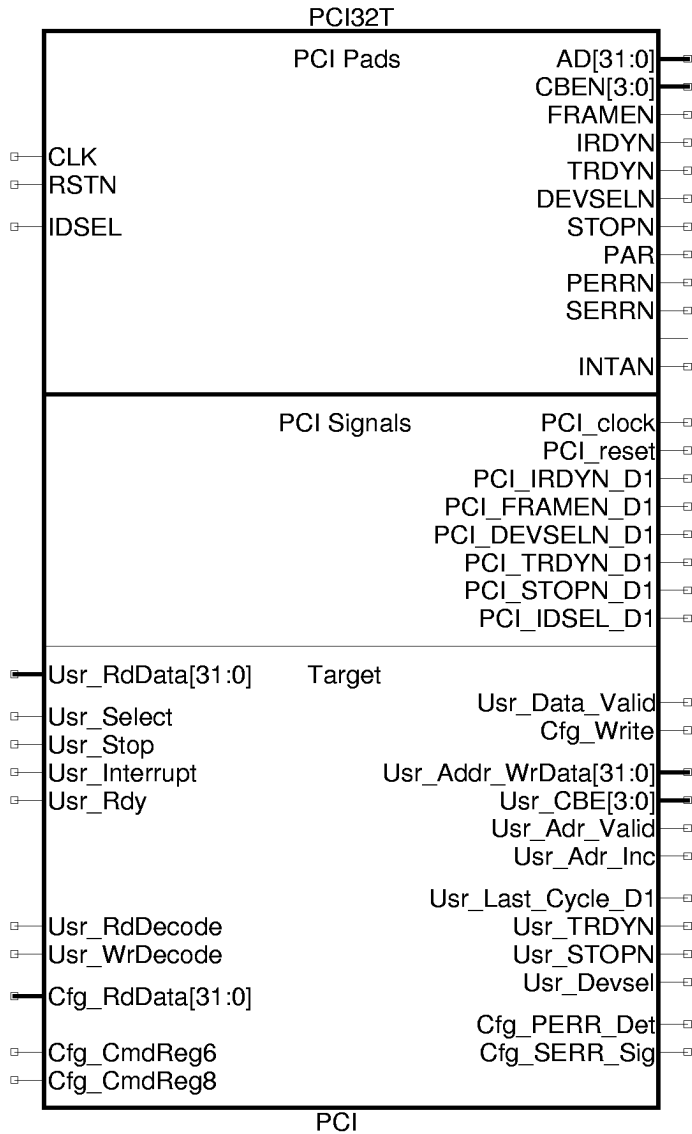 PCI32T
PCI Pads
AD[31:0]
CBEN[3:0]
FRAMEN
IRDYN
CLK
TRDYN
RSTN
DEVSELN
IDSEL
STOPN
PAR
PERRN
SERRN
INTAN
PCI Signals
PCI_clock
PCI_reset
PCI_IRDYN_D1
PCI_FRAMEN_D1
PCI_DEVSELN_D1
PCI_TRDYN_D1
PCI_STOPN_D1
PCI_IDSEL_D1
Usr_RdData[31:0]
Target
Usr_Data_Valid
Usr_Select
Cfg_Write
Usr_Stop
Usr_Interrupt
Usr_Addr_WrData[31:0]
Usr_Rdy
Usr_CBE[3:0]
Usr_Adr_Valid
Usr_Adr_Inc
Usr_Last_Cycle_D1
Usr_RdDecode
Usr_TRDYN
Usr_WrDecode
Usr_STOPN
Usr_Devsel
Cfg_RdData[31:0]
Cfg_PERR_Det
Cfg_CmdReg6
Cfg_SERR_Sig
Cfg_CmdReg8
PCI